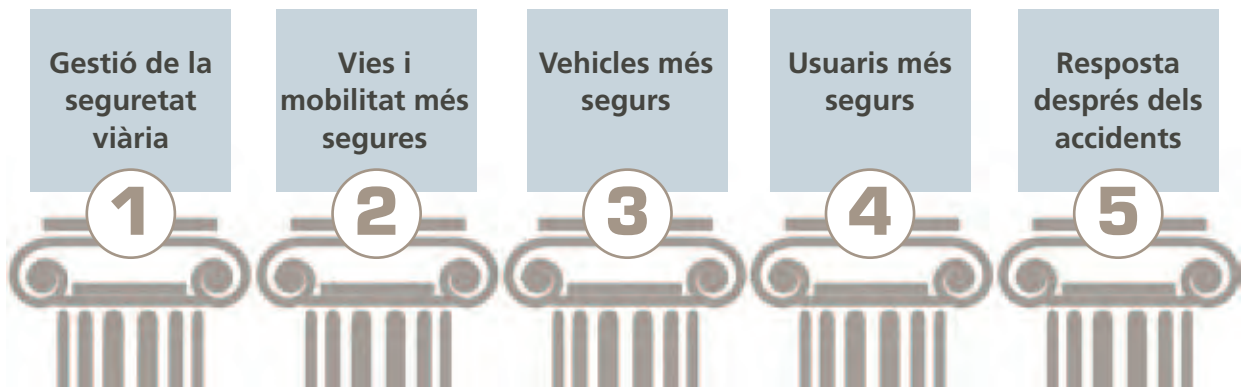 Gestió de la
seguretat
viària
1
Vies i
mobilitat més
segures
2
Vehicles més
segurs
3
Usuaris més
segurs
4
Resposta
després dels
accidents
5